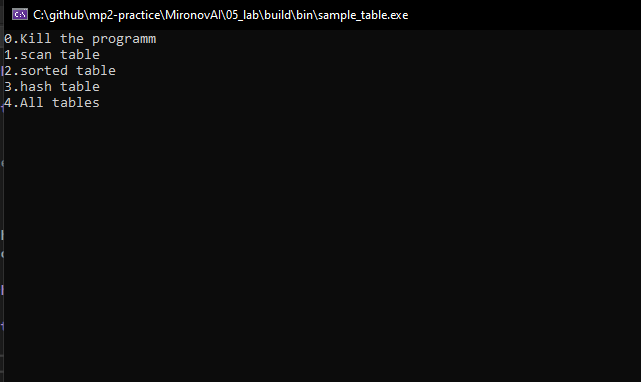 C:\github\mp2-practice\MironovAI\05_lab\build\bin\sample_table.exe
0.Kill the programm
1.scan table
2.sorted table
3.hash table
4.All tables